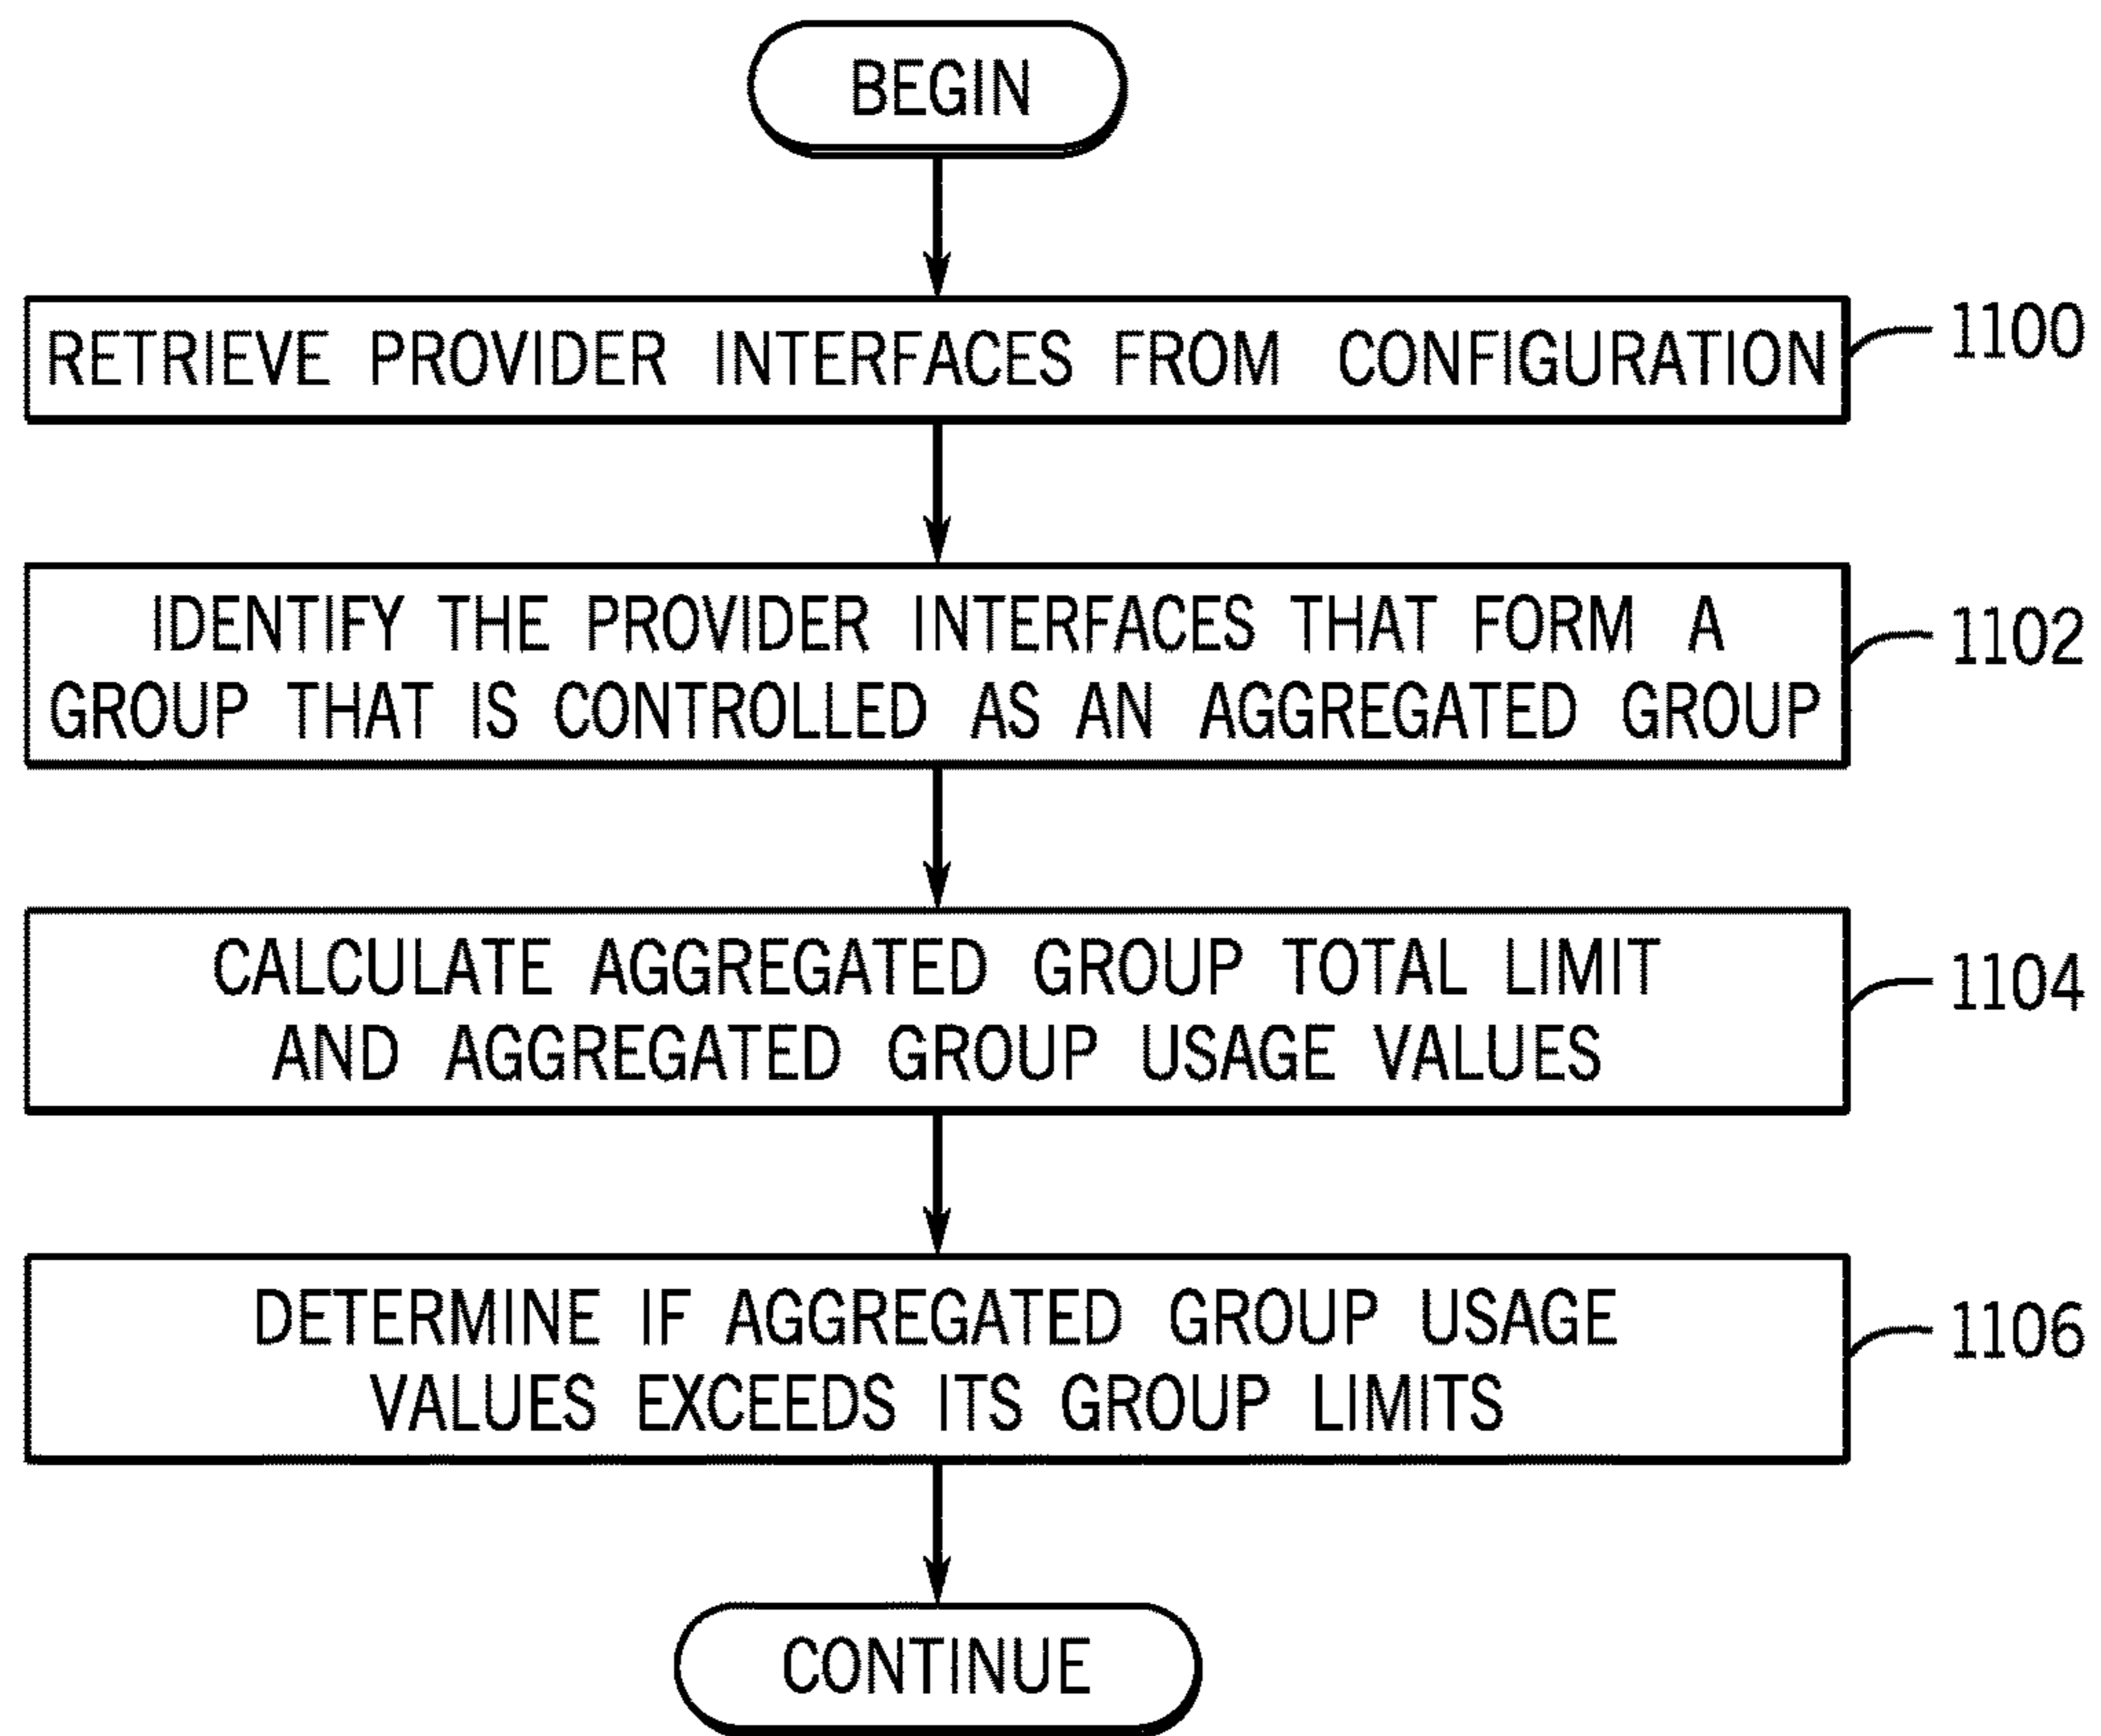 BEGIN
RETRIEVE PROVIDER INTERFACES FROM CONFIGURATION
1100
IDENTIFY THE PROVIDER INTERFACES THAT FORM A
GROUP THAT IS CONTROLLED AS AN AGGREGATED GROUP
1102
CALCULATE AGGREGATED GROUP TOTAL LIMIT
AND AGGREGATED GROUP USAGE VALUES
1104
DETERMINE IF AGGREGATED GROUP USAGE
VALUES EXCEEDS ITS GROUP LIMITS
1106
CONTINUE